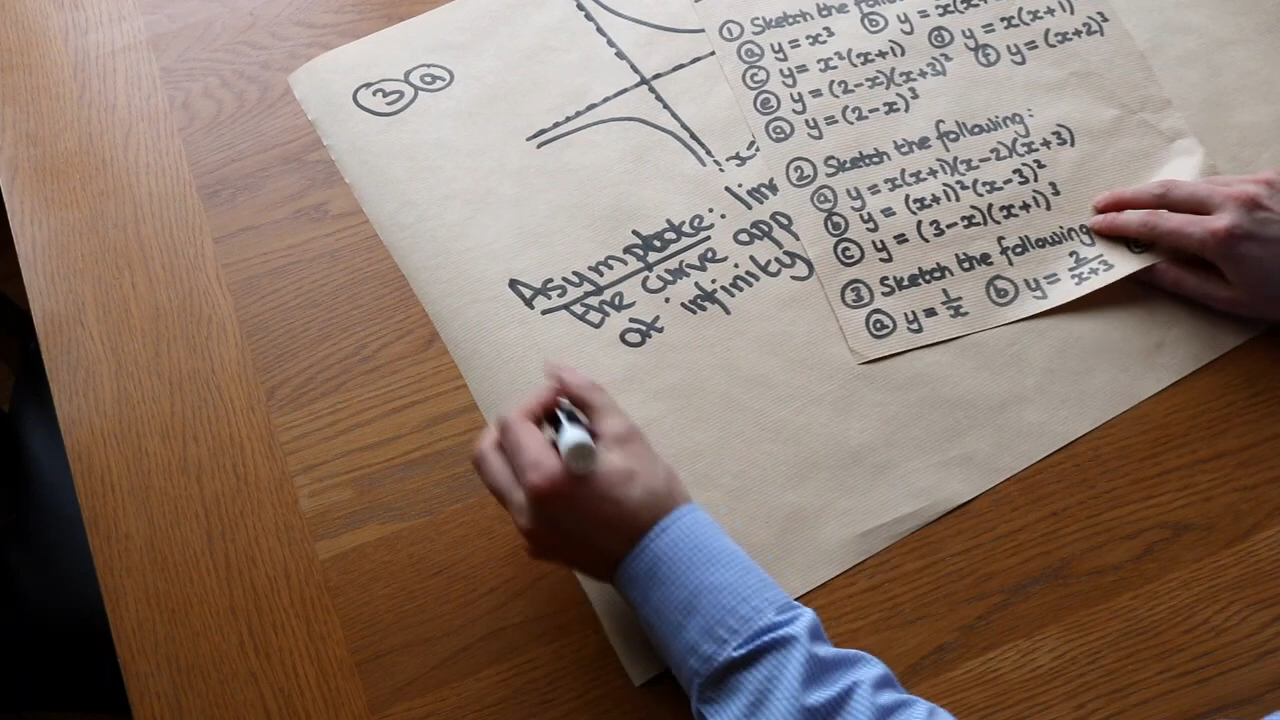 3 a
x=
Asymptote: line
the curve app
at infinity
① Sketch the
ⓐ y = x³ ⓑ y = x(x+
ⓒ y = x²(x+1) ⓓ y = x(x+1)
ⓔ y = (2-x)(x+3)² ⓕ y = (x+2)³
ⓖ y = (2-x)³
② Sketch the following:
ⓐ y = x(x+1)(x-2)(x+3)
ⓑ y = (x+1)²(x-3)²
ⓒ y = (3-x)(x+1)³
③ Sketch the following
ⓐ y = 1/x ⓑ y = 2/(x+3)